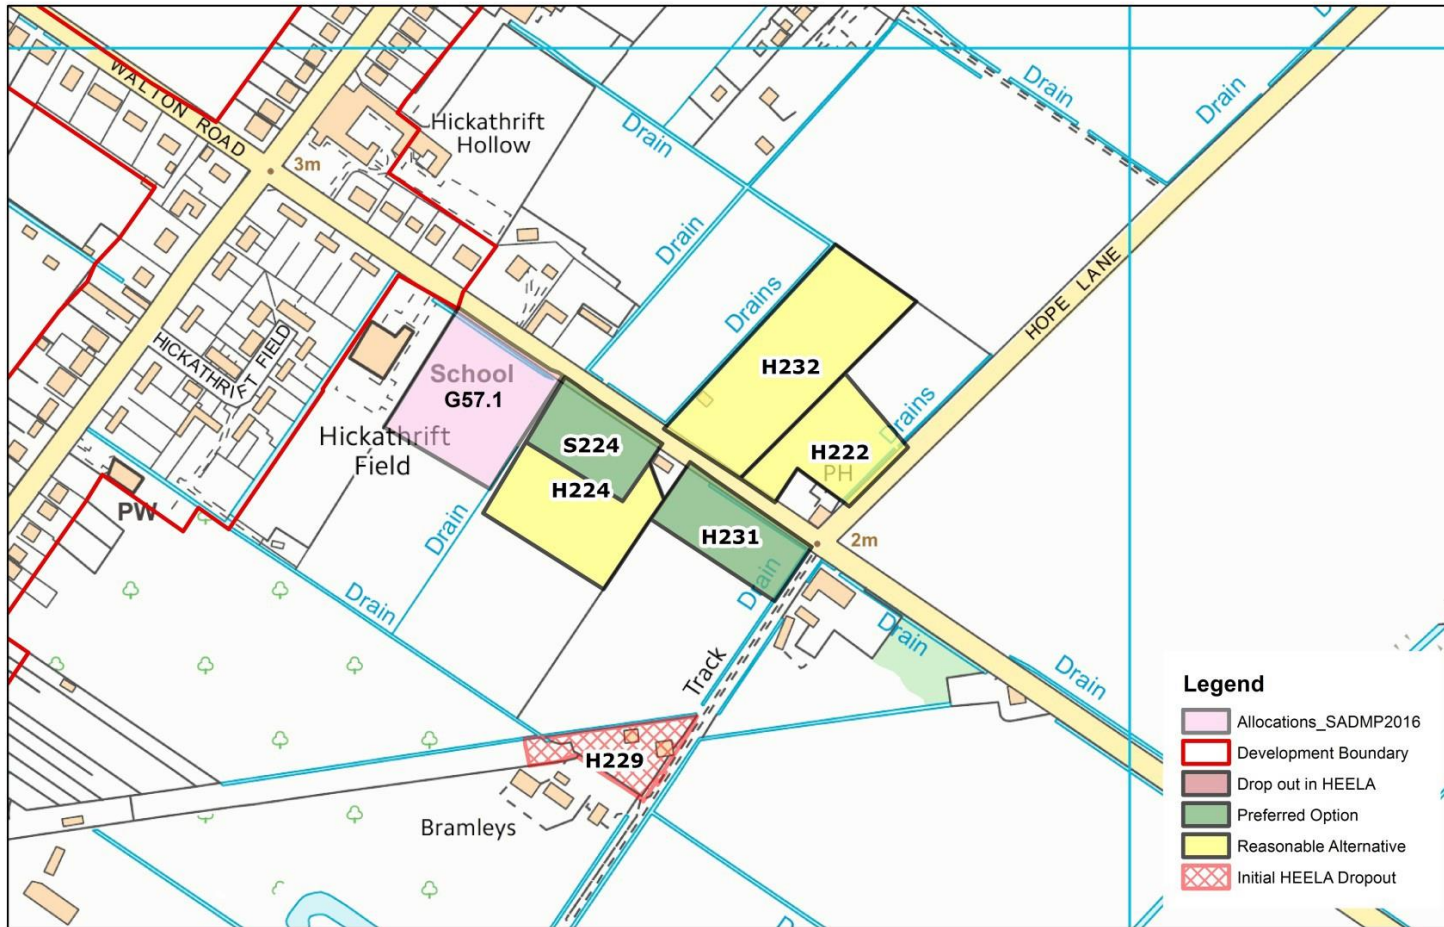 WALTON ROAD
3m
Hickathrift
Hollow
Drain
Drain
Drain
Drain
Drains
HOPE LANE
HICKATHRIFT FIELD
School
G57.1
Hickathrift
Field
S224
H224
H232
H222
PH
Drains
H231
2m
PW
Drain
Drain
Drain
Drain
Drain
Track
H229
Bramleys
Legend
Allocations_SADMP2016
Development Boundary
Drop out in HEELA
Preferred Option
Reasonable Alternative
Initial HEELA Dropout